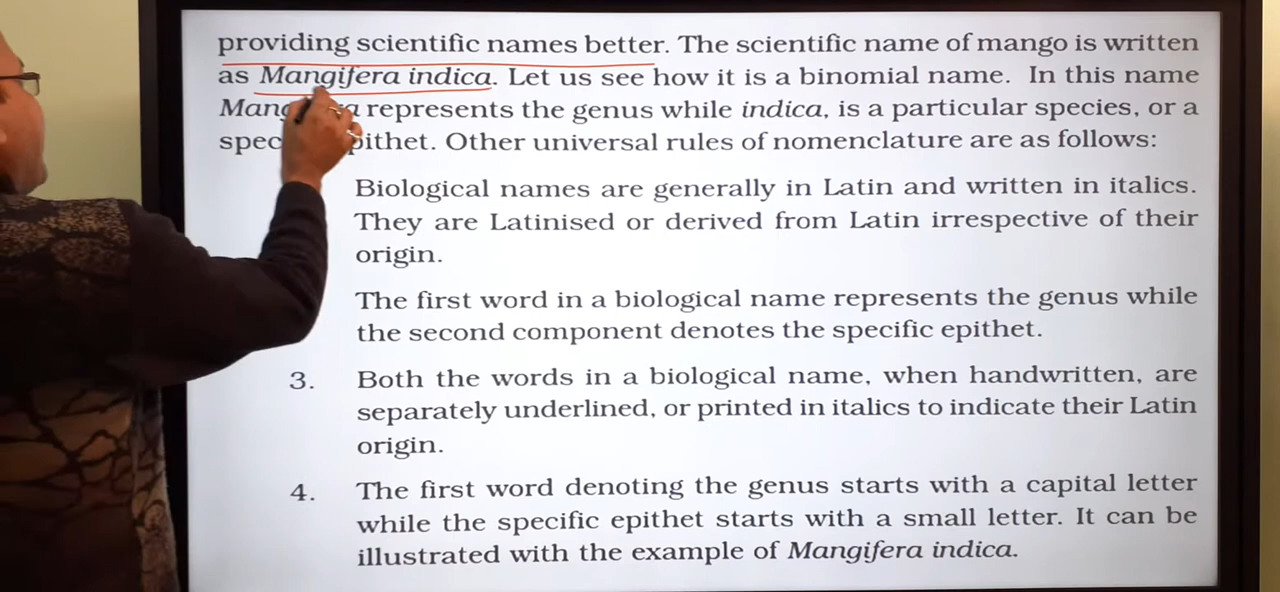 providing scientific names better. The scientific name of mango is written
as Mangifera indica. Let us see how it is a binomial name. In this name
represents the genus while indica, is a particular species, or a
Other universal rules of nomenclature are as follows:
Biological names are generally in Latin and written in italics.
They are Latinised or derived from Latin irrespective of their
origin.
The first word in a biological name represents the genus while
the second component denotes the specific epithet.
3. Both the words in a biological name, when handwritten, are
separately underlined, or printed in italics to indicate their Latin
origin.
4. The first word denoting the genus starts with a capital letter
while the specific epithet starts with a small letter. It can be
illustrated with the example of Mangifera indica.